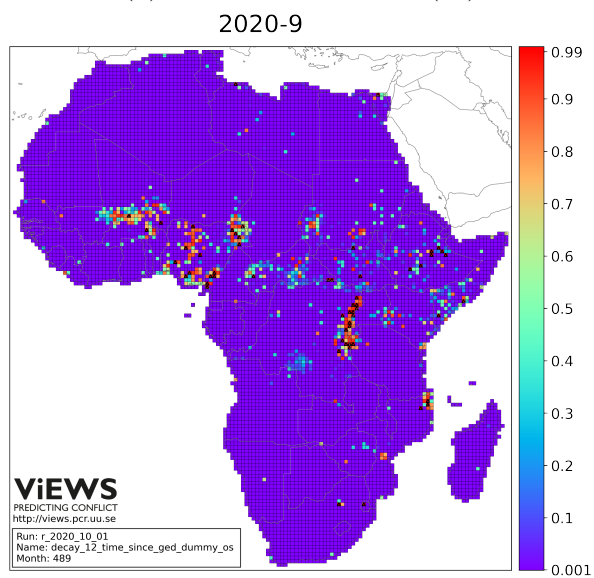 2020-9
0.99
0.9
0.8
0.7
0.6
0.5
0.4
0.3
0.2
0.1
0.001
ViEWS
PREDICTING CONFLICT
http://views.pcr.uu.se
Run: r_2020_10_01
Name: decay_12_time_since_ged_dummy_os
Month: 489